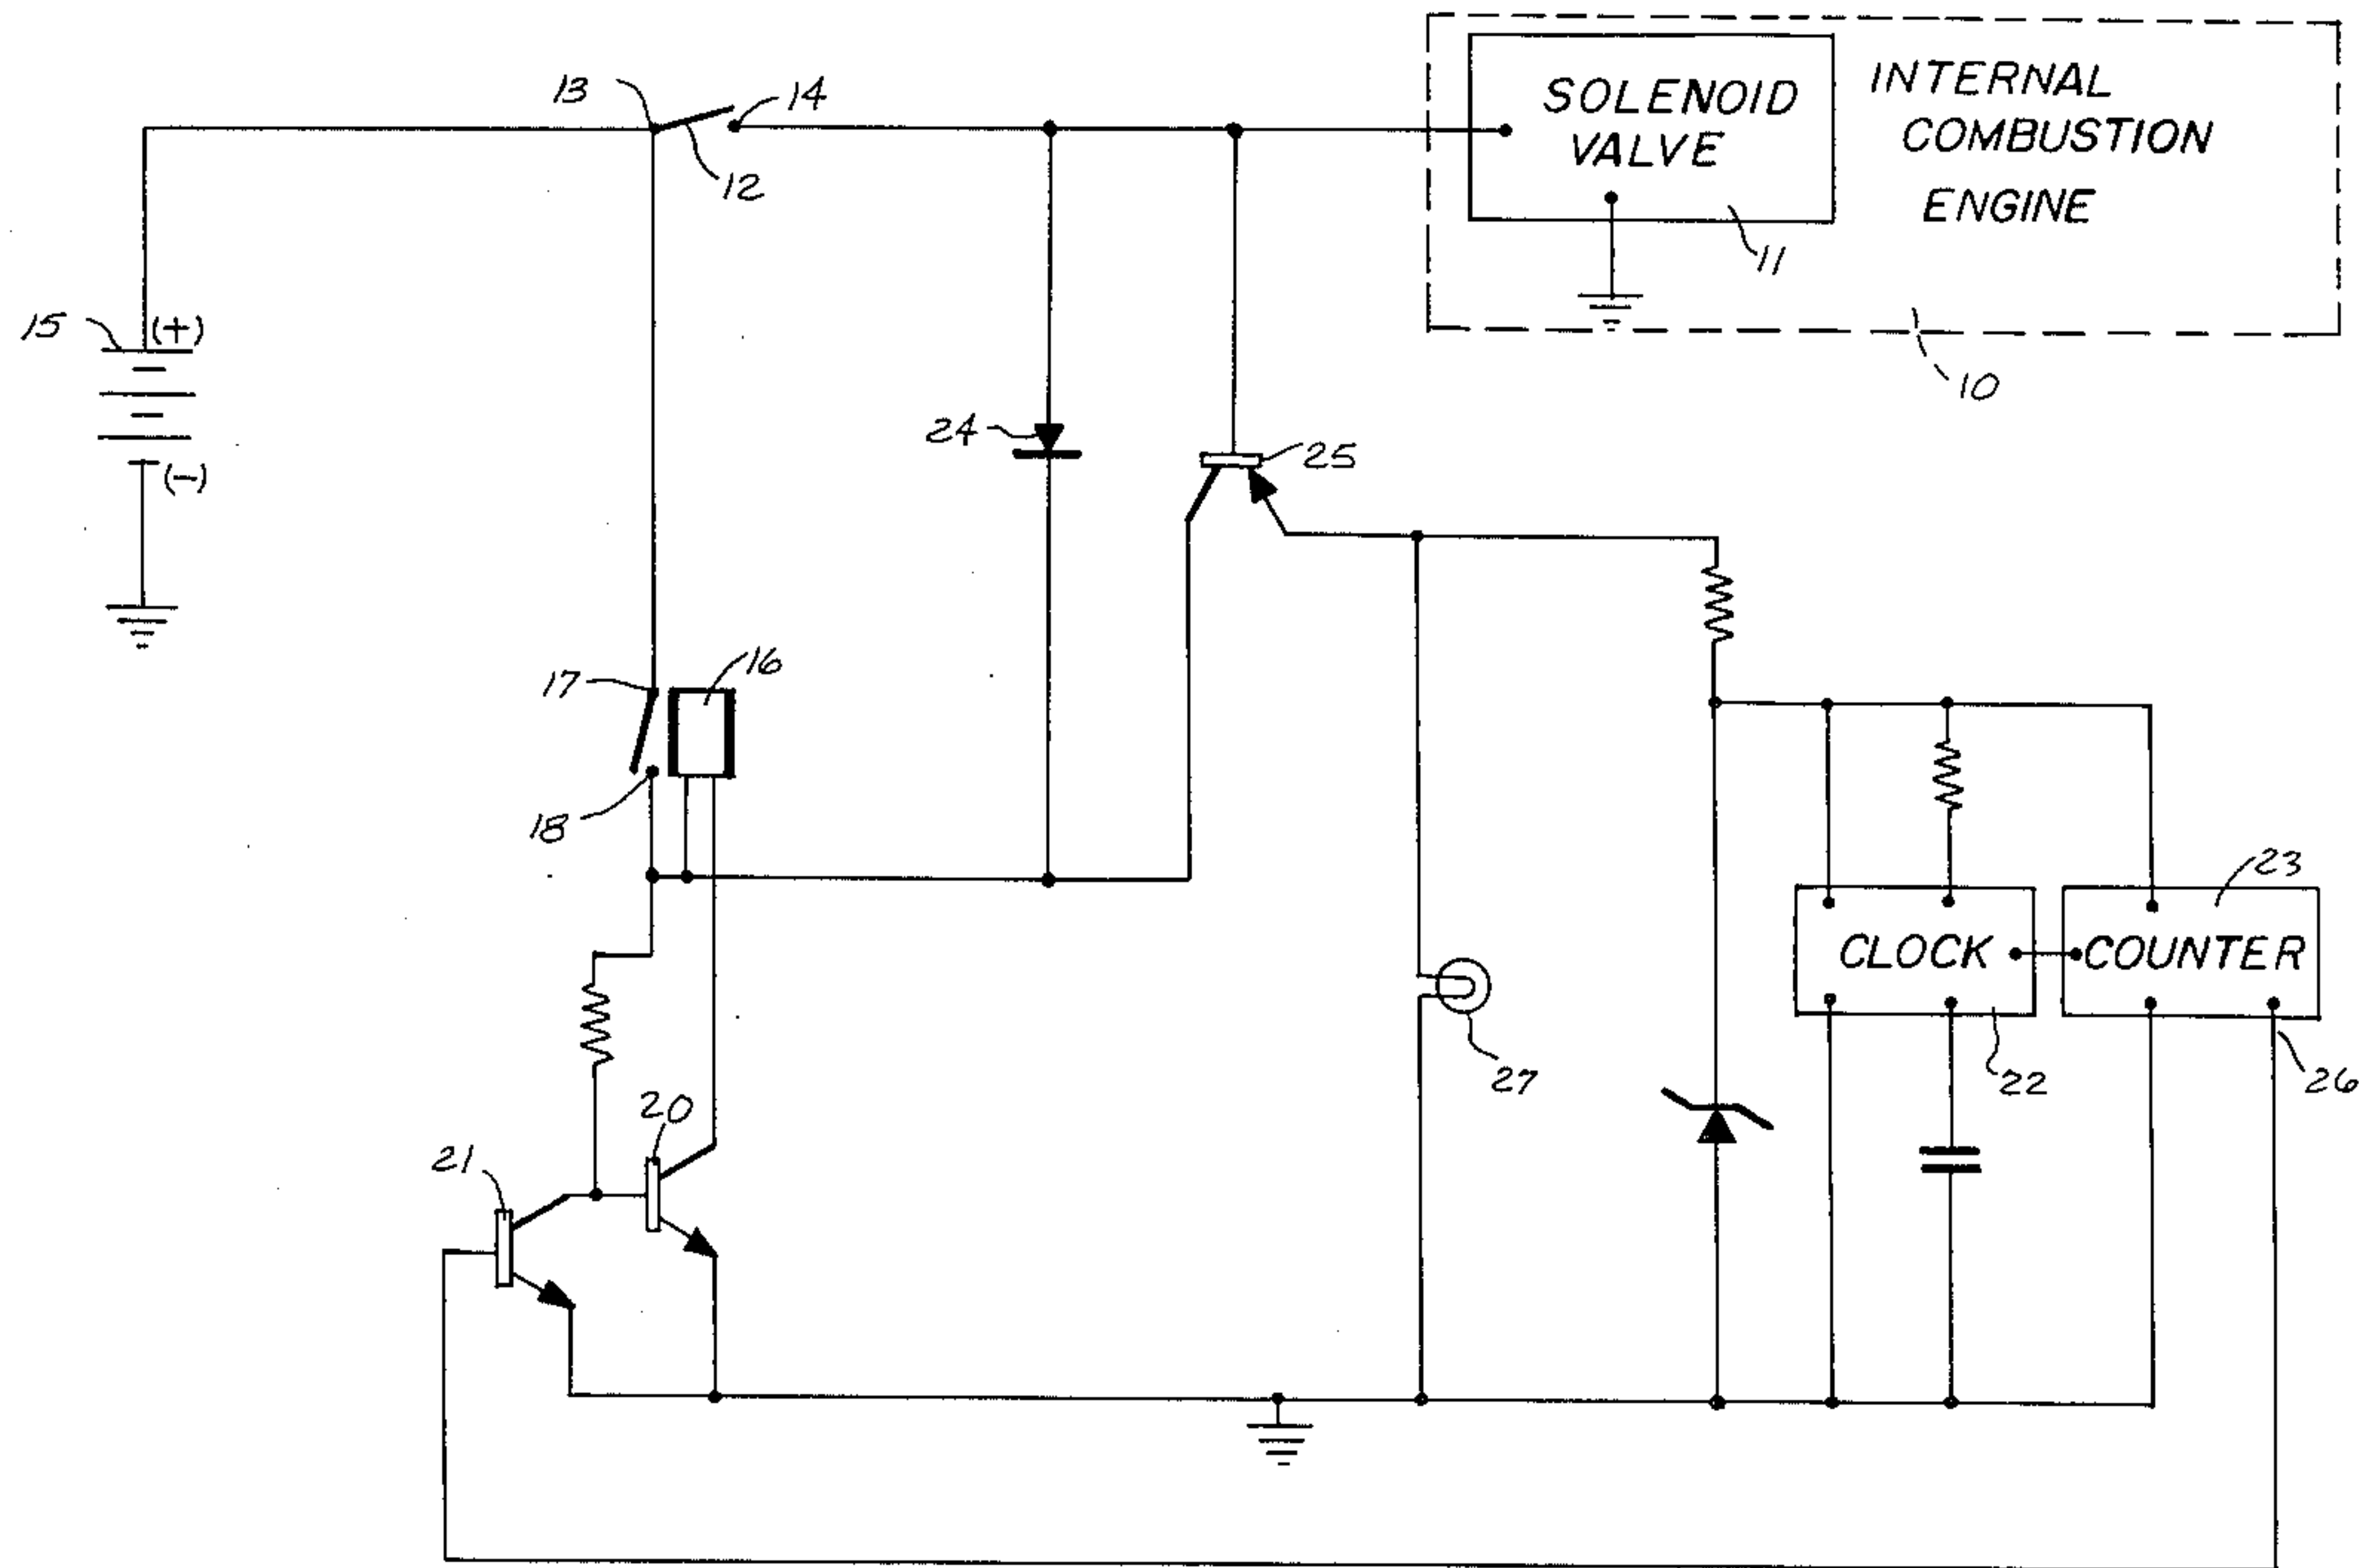 13
14
12
SOLENOID
VALVE
11
INTERNAL
COMBUSTION
ENGINE
10
15
(+)
(-)
24
25
17
16
18
23
CLOCK
COUNTER
22
26
27
20
21